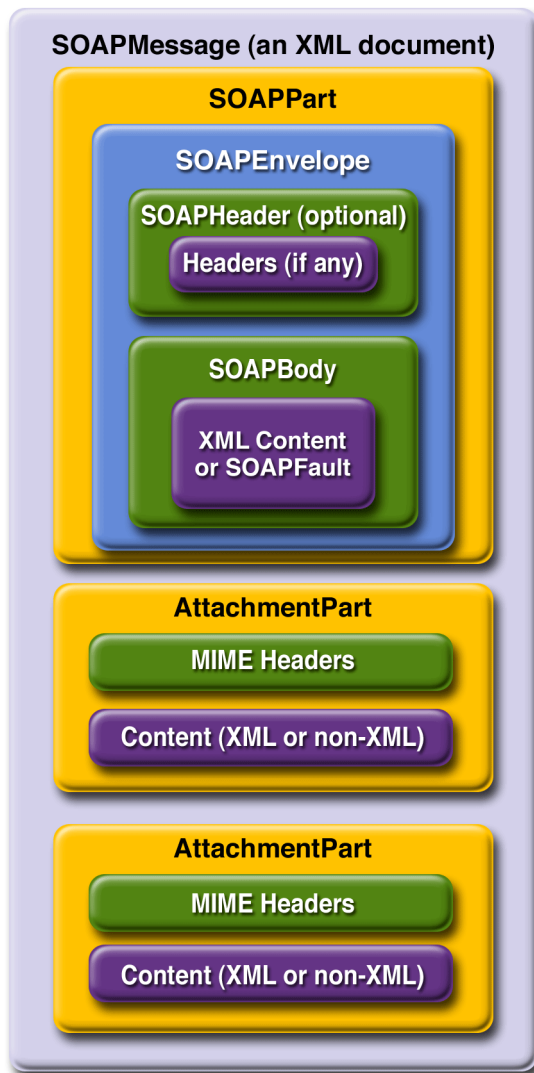 SOAPMessage (an XML document)
SOAPPart
SOAPEnvelope
SOAPHeader (optional)
Headers (if any)
SOAPBody
XML Content
or SOAPFault
AttachmentPart
MIME Headers
Content (XML or non-XML)
AttachmentPart
MIME Headers
Content (XML or non-XML)